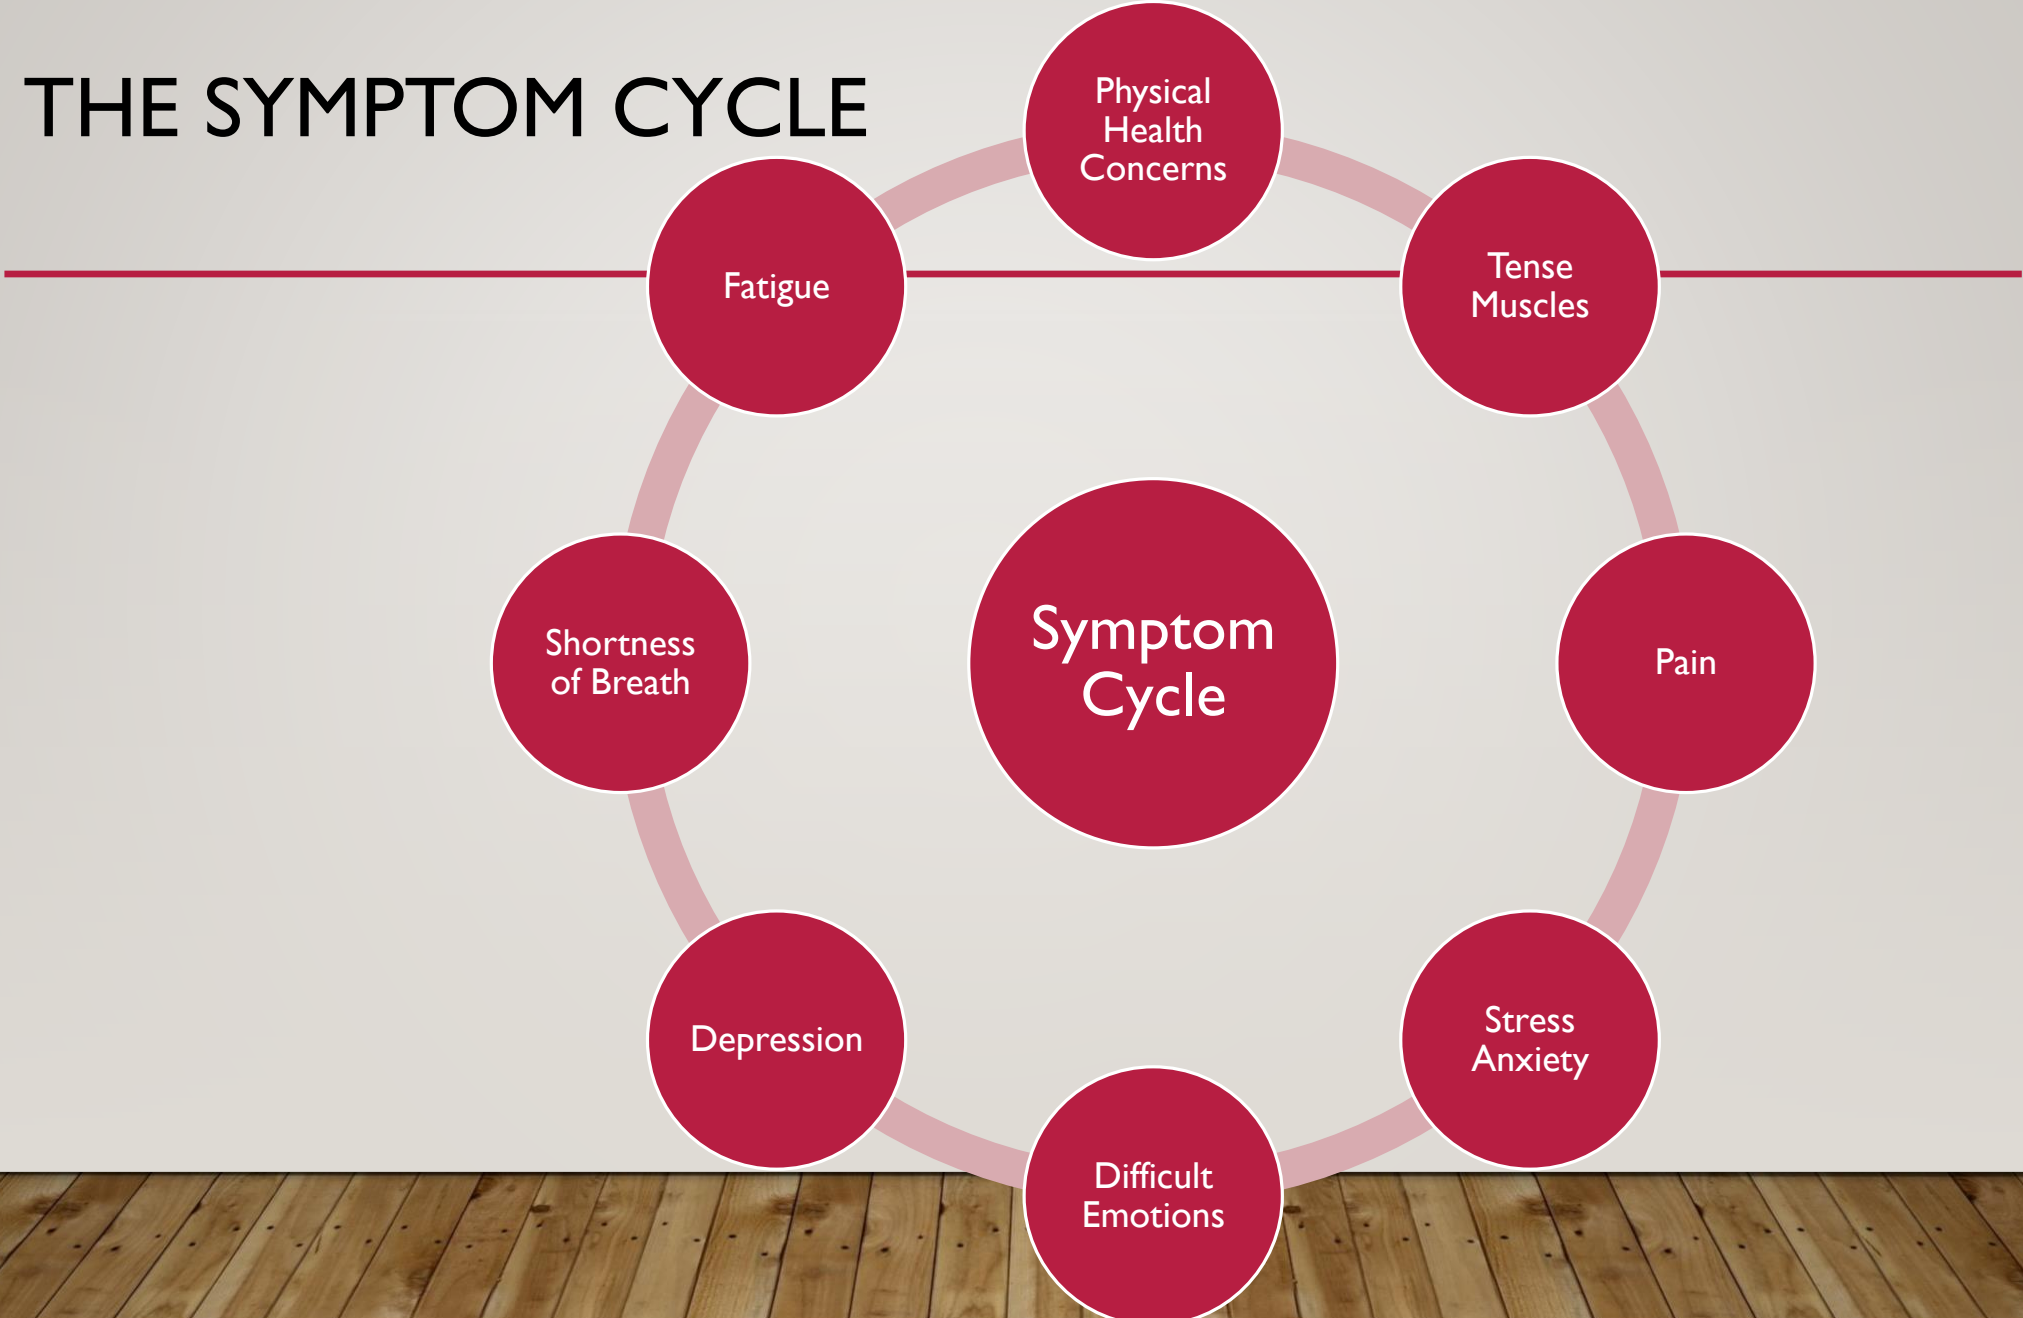 THE SYMPTOM CYCLE
Physical
Health
Concerns
Tense
Muscles
Pain
Stress
Anxiety
Difficult
Emotions
Depression
Shortness
of Breath
Fatigue
Symptom
Cycle